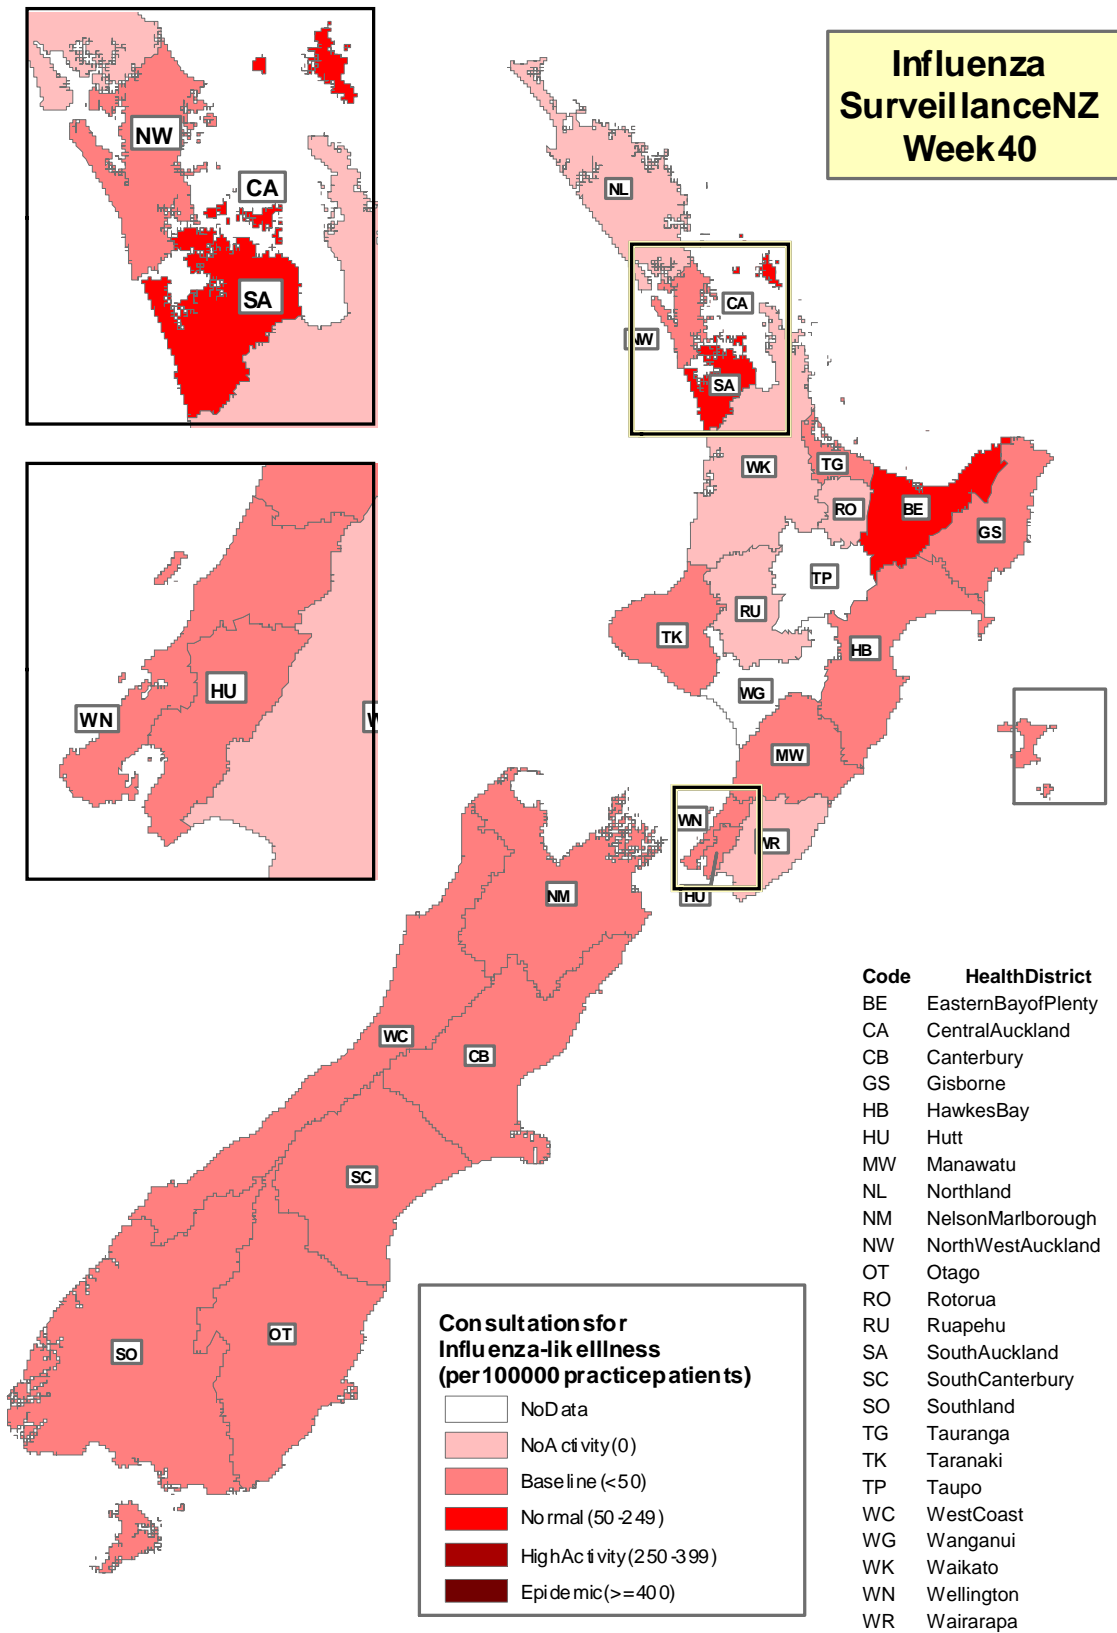 Influenza
SurveillanceNZ
Week40
NW
CA
SA
NL
CA
NW
SA
WK
TG
RO
BE
GS
TP
RU
TK
HB
WG
MW
HU
WN
W
WN
WR
HU
NM
WC
CB
SC
OT
SO
Code HealthDistrict
BE EasternBayofPlenty
CA CentralAuckland
CB Canterbury
GS Gisborne
HB HawkesBay
HU Hutt
MW Manawatu
NL Northland
NM NelsonMarlborough
NW NorthWestAuckland
OT Otago
RO Rotorua
RU Ruapehu
SA SouthAuckland
SC SouthCanterbury
SO Southland
TG Tauranga
TK Taranaki
TP Taupo
WC WestCoast
WG Wanganui
WK Waikato
WN Wellington
WR Wairarapa
Consultationsfor
Influenza-likeIllness
(per100000practicepatients)
NoData
NoActivity(0)
Baseline(<50)
Normal(50-249)
HighActivity(250-399)
Epidemic(>=400)